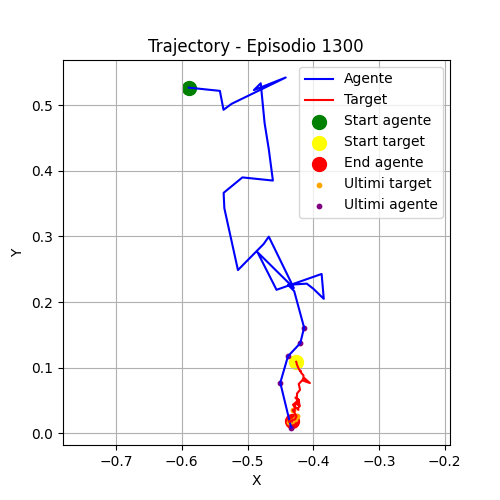 Trajectory - Episodio 1300
Agente
Target
Start agente
Start target
End agente
Ultimi target
Ultimi agente
Y
0.5
0.4
0.3
0.2
0.1
0.0
−0.7
−0.6
−0.5
−0.4
−0.3
−0.2
X